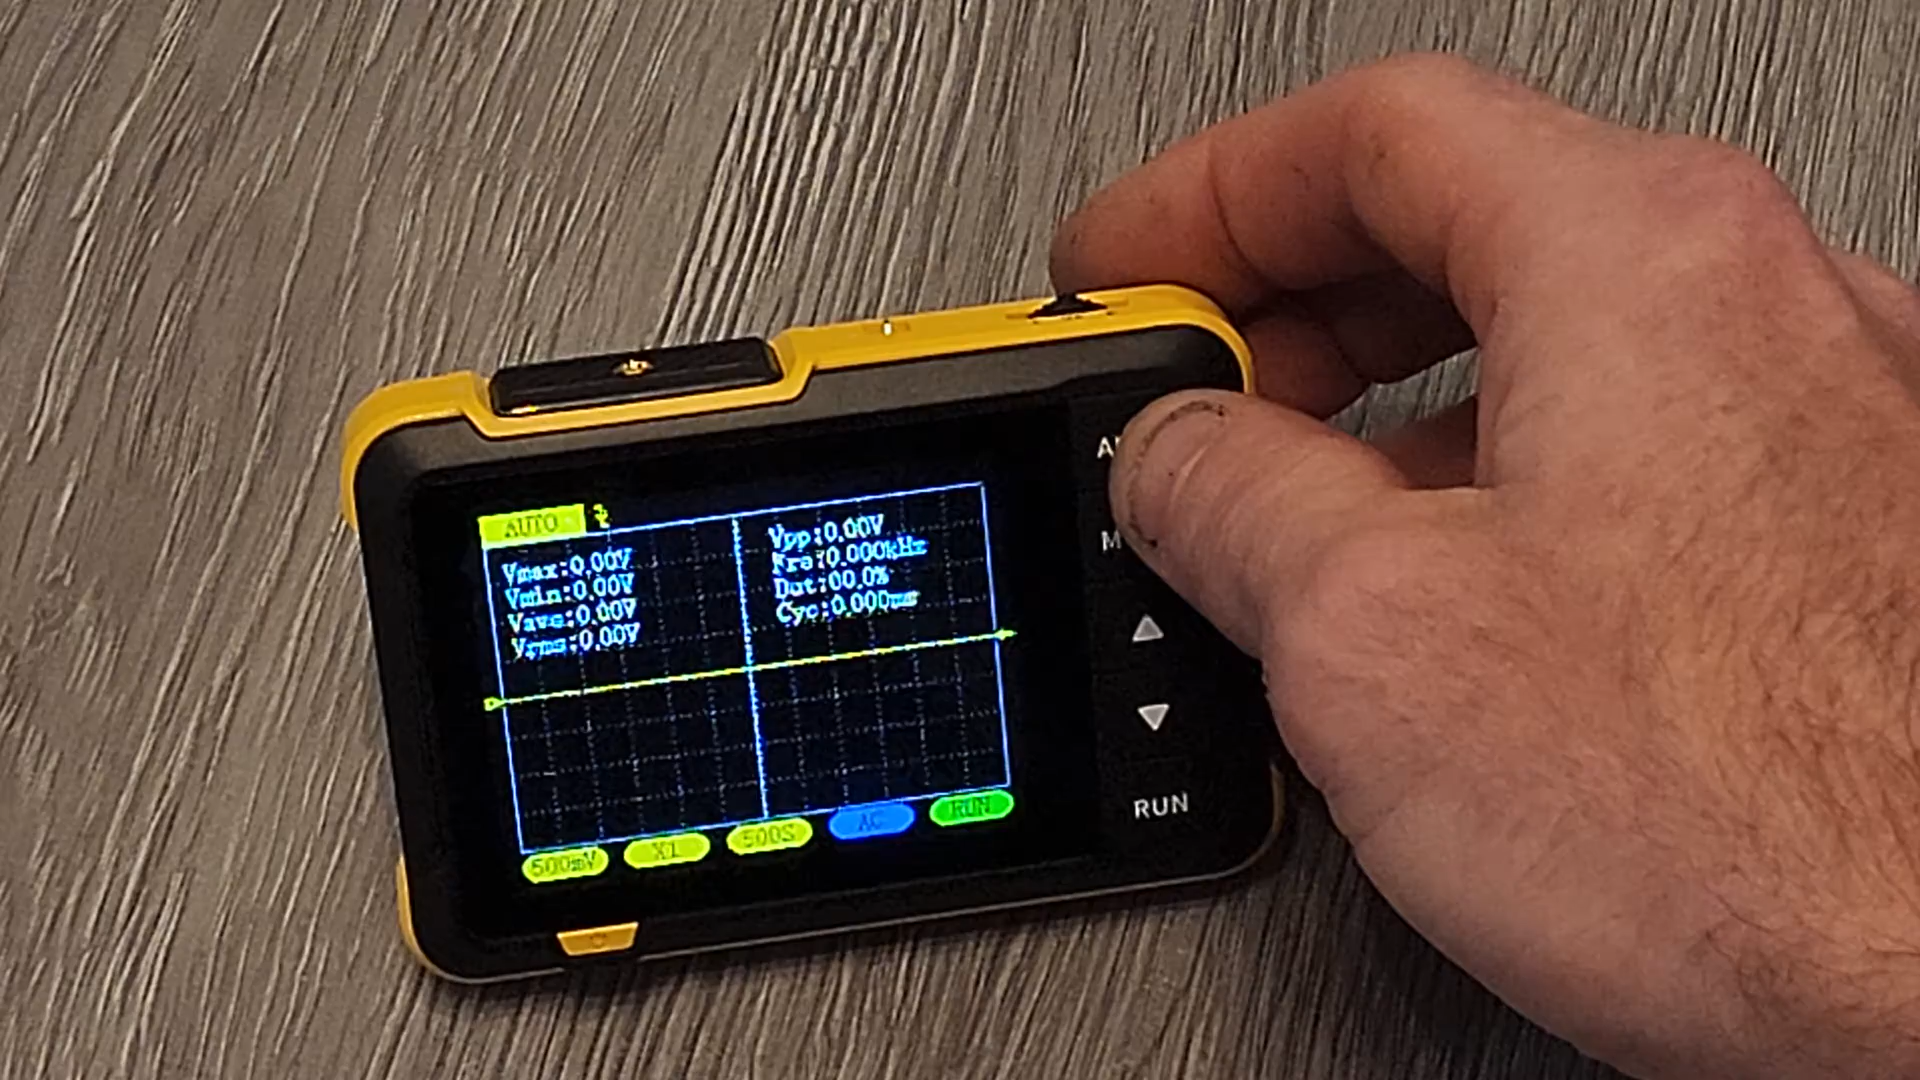 AUTO
Vmax:0.00V
Vmin:0.00V
Vave:0.00V
Vrms:0.00V
Vpp:0.00V
Fre:0.000kHz
Dut:00.0%
Cyc:0.000ms
500mV
X1
500S
AC
RUN
A
M
RUN